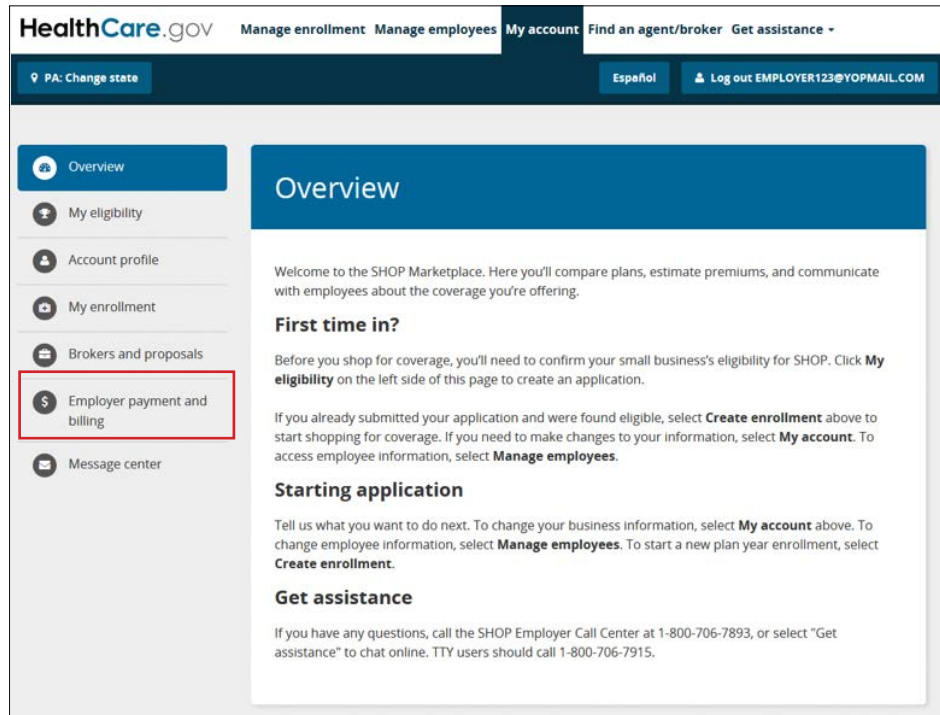 HealthCare.gov Manage enrollment Manage employees My account Find an agent/broker Get assistance
PA: Change state Español Log out EMPLOYER123@YOPMAIL.COM
Overview
My eligibility
Account profile
My enrollment
Brokers and proposals
Employer payment and
billing
Message center
Overview
Welcome to the SHOP Marketplace. Here you'll compare plans, estimate premiums, and communicate
with employees about the coverage you're offering.
First time in?
Before you shop for coverage, you'll need to confirm your small business's eligibility for SHOP. Click My
eligibility on the left side of this page to create an application.
If you already submitted your application and were found eligible, select Create enrollment above to
start shopping for coverage. If you need to make changes to your information, select My account. To
access employee information, select Manage employees.
Starting application
Tell us what you want to do next. To change your business information, select My account above. To
change employee information, select Manage employees. To start a new plan year enrollment, select
Create enrollment.
Get assistance
If you have any questions, call the SHOP Employer Call Center at 1-800-706-7893, or select "Get
assistance" to chat online. TTY users should call 1-800-706-7915.